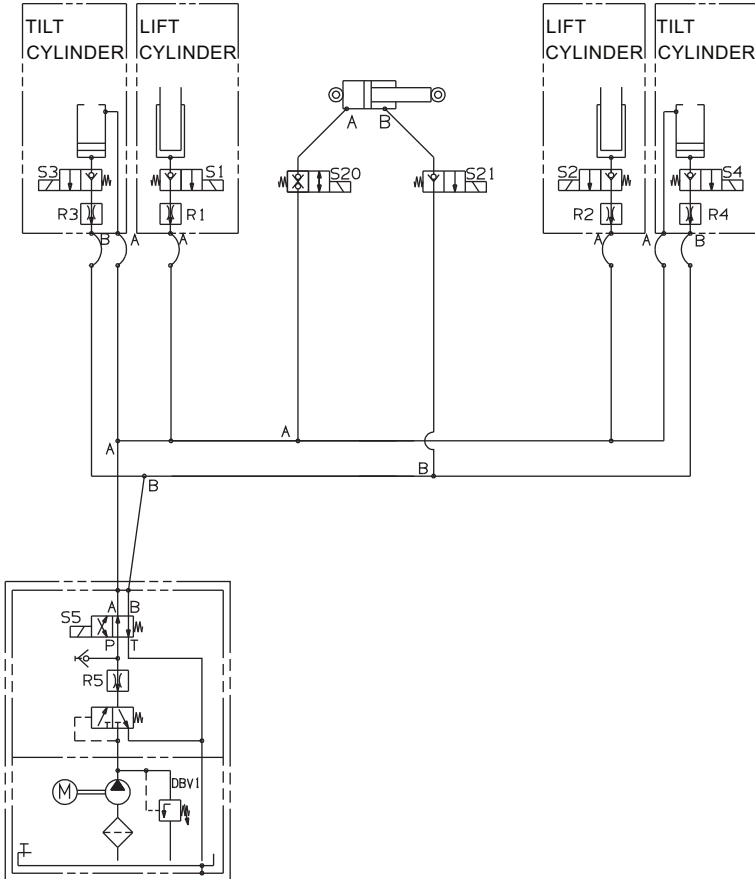 TILT
CYLINDER
LIFT
CYLINDER
LIFT
CYLINDER
TILT
CYLINDER
A
B
S3
S1
S20
S21
S2
S4
R3
R1
R2
R4
B
A
A
A
A
B
A
A
B
B
A
B
S5
P
T
R5
M
DBV1